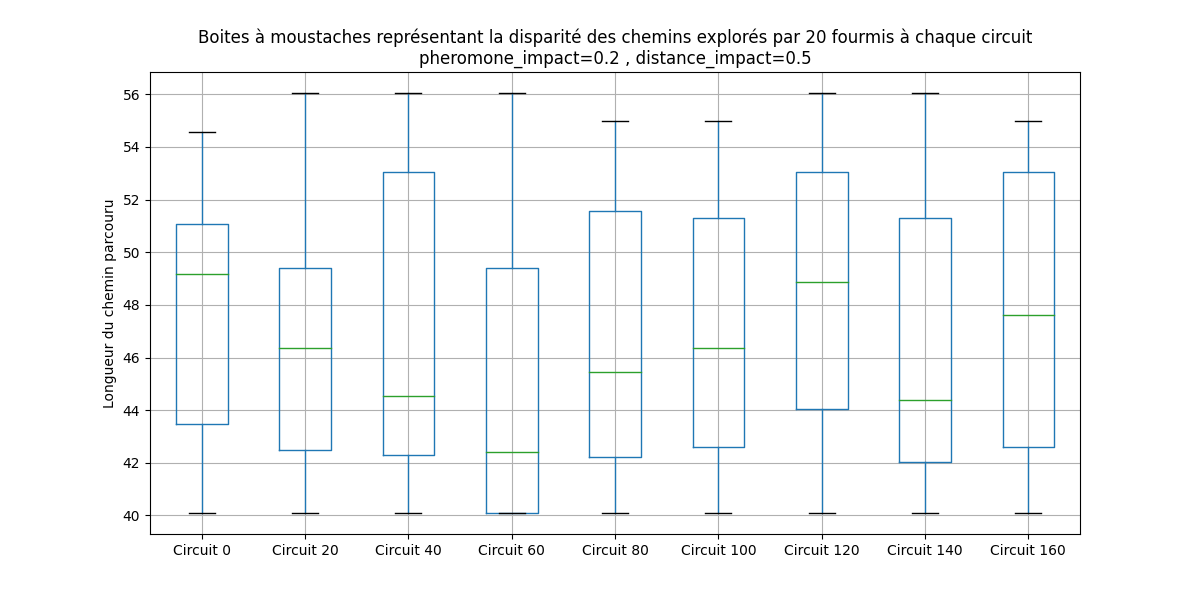 Boites à moustaches représentant la disparité des chemins explorés par 20 fourmis à chaque circuit
pheromone_impact=0.2 , distance_impact=0.5
Longueur du chemin parcouru
56
54
52
50
48
46
44
42
40
Circuit 0 Circuit 20 Circuit 40 Circuit 60 Circuit 80 Circuit 100 Circuit 120 Circuit 140 Circuit 160